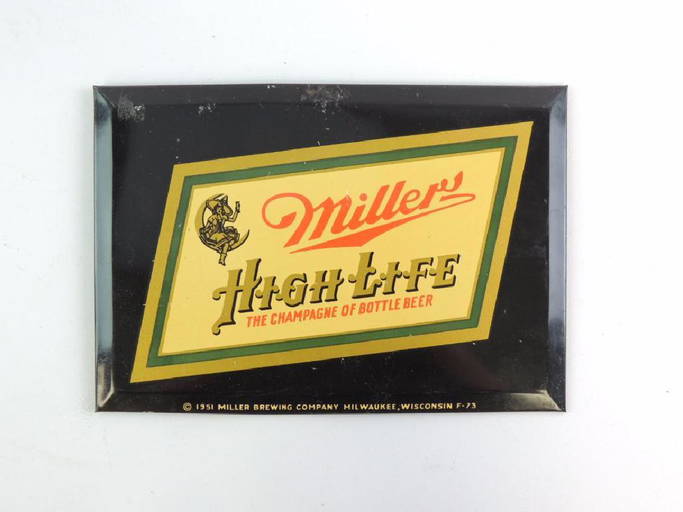 Miller
HIGH LIFE
THE CHAMPAGNE OF BOTTLE BEER
© 1951 MILLER BREWING COMPANY MILWAUKEE, WISCONSIN F-73